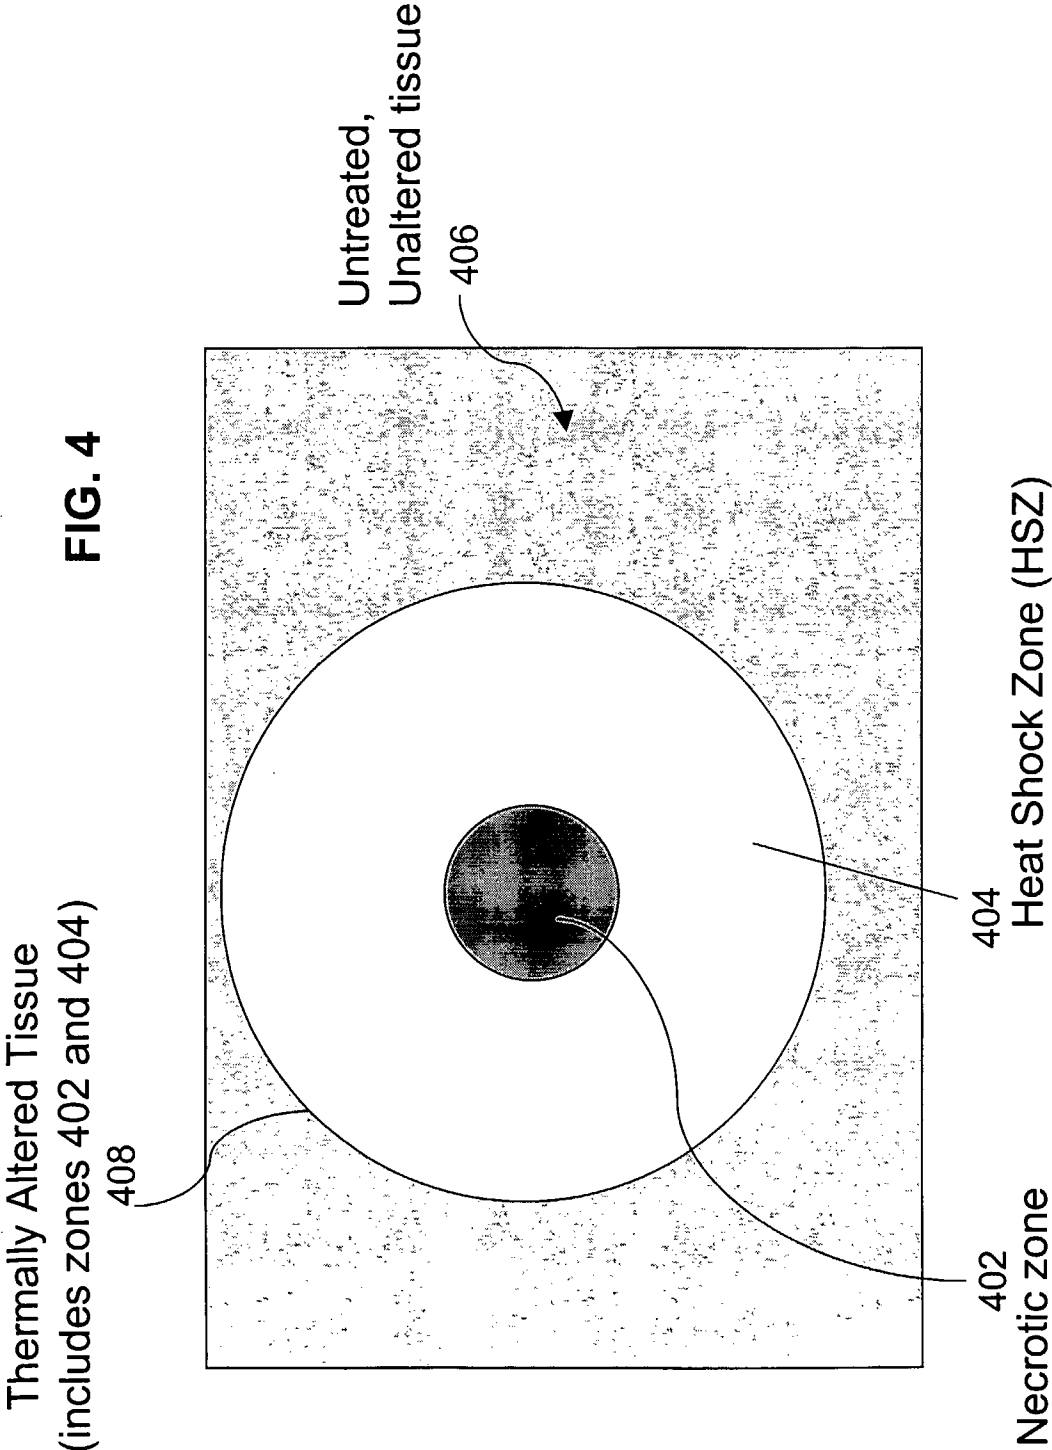 FIG. 4
Thermally Altered Tissue
(includes zones 402 and 404)
408
Untreated,
Unaltered tissue
406
402
Necrotic zone
404
Heat Shock Zone (HSZ)